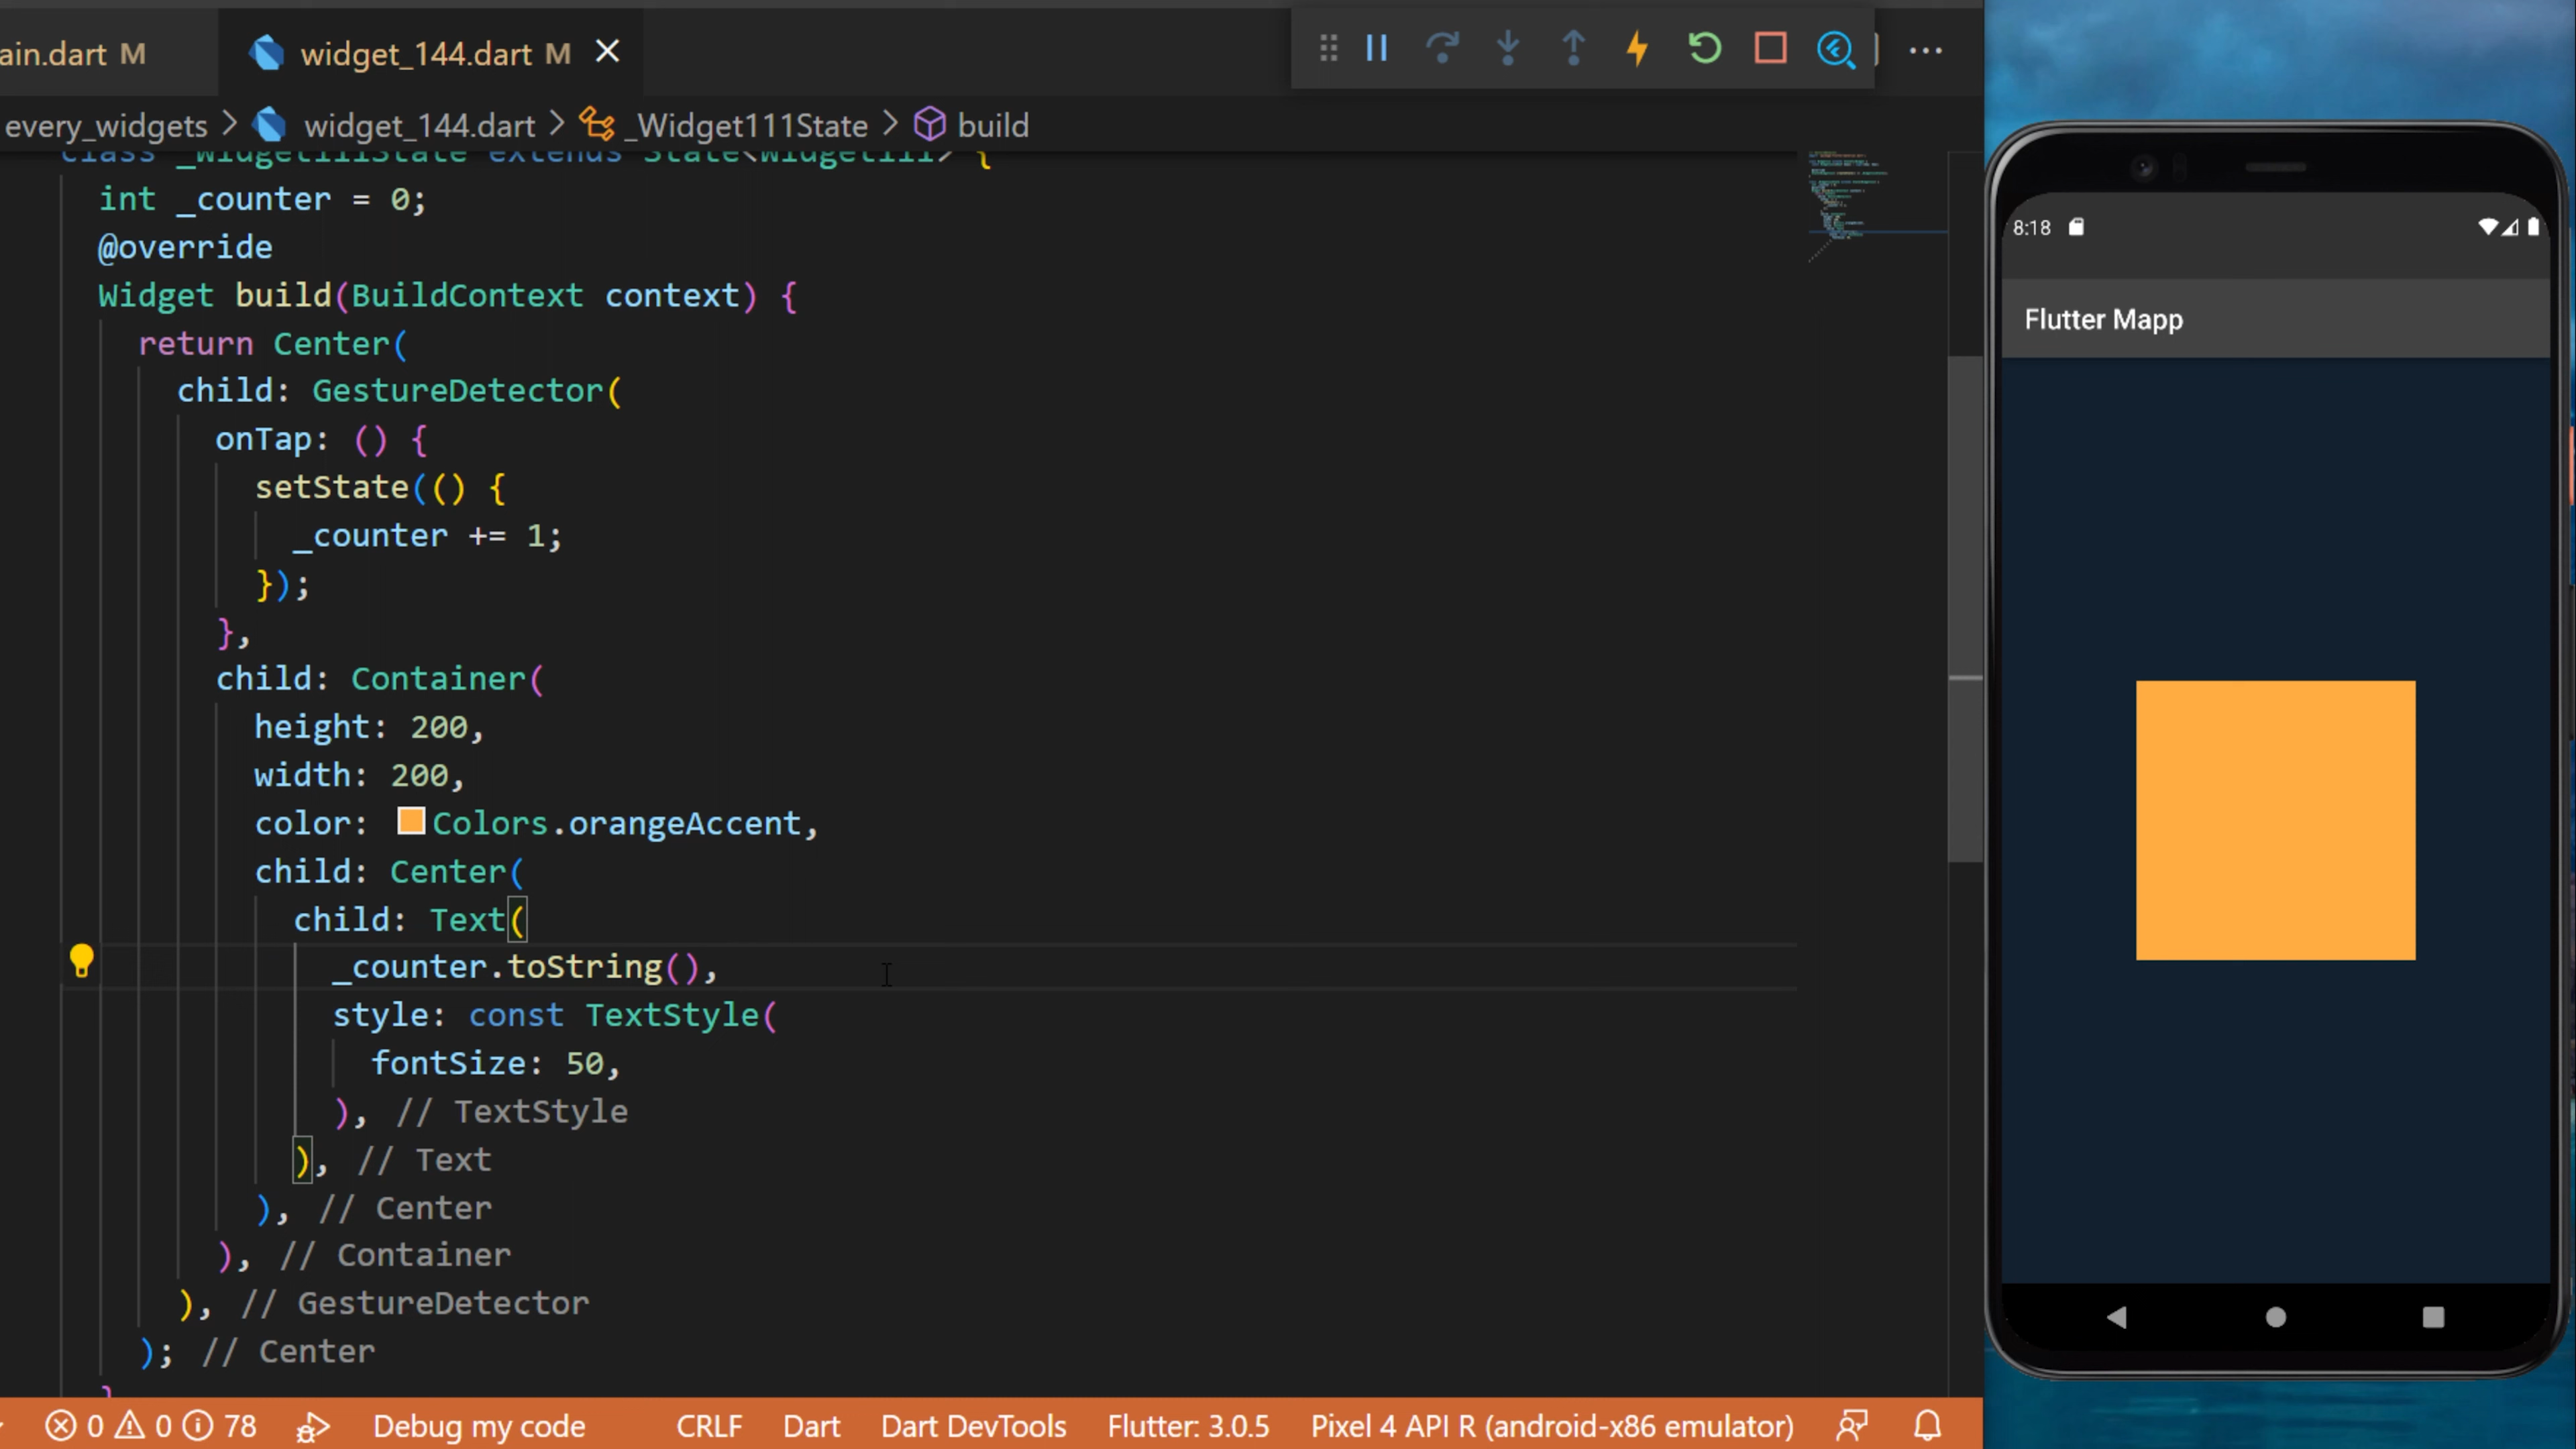 ain.dart M
widget_144.dart M
every_widgets > widget_144.dart > _Widget111State > build
class _Widget111State extends State<Widget111> {
int _counter = 0;
@override
Widget build(BuildContext context) {
return Center(
child: GestureDetector(
onTap: () {
setState(() {
_counter += 1;
});
},
child: Container(
height: 200,
width: 200,
color: Colors.orangeAccent,
child: Center(
child: Text(
_counter.toString(),
style: const TextStyle(
fontSize: 50,
), // TextStyle
), // Text
), // Center
), // Container
), // GestureDetector
); // Center
}
0 0 78 Debug my code CRLF Dart Dart DevTools Flutter: 3.0.5 Pixel 4 API R (android-x86 emulator)
8:18
Flutter Mapp